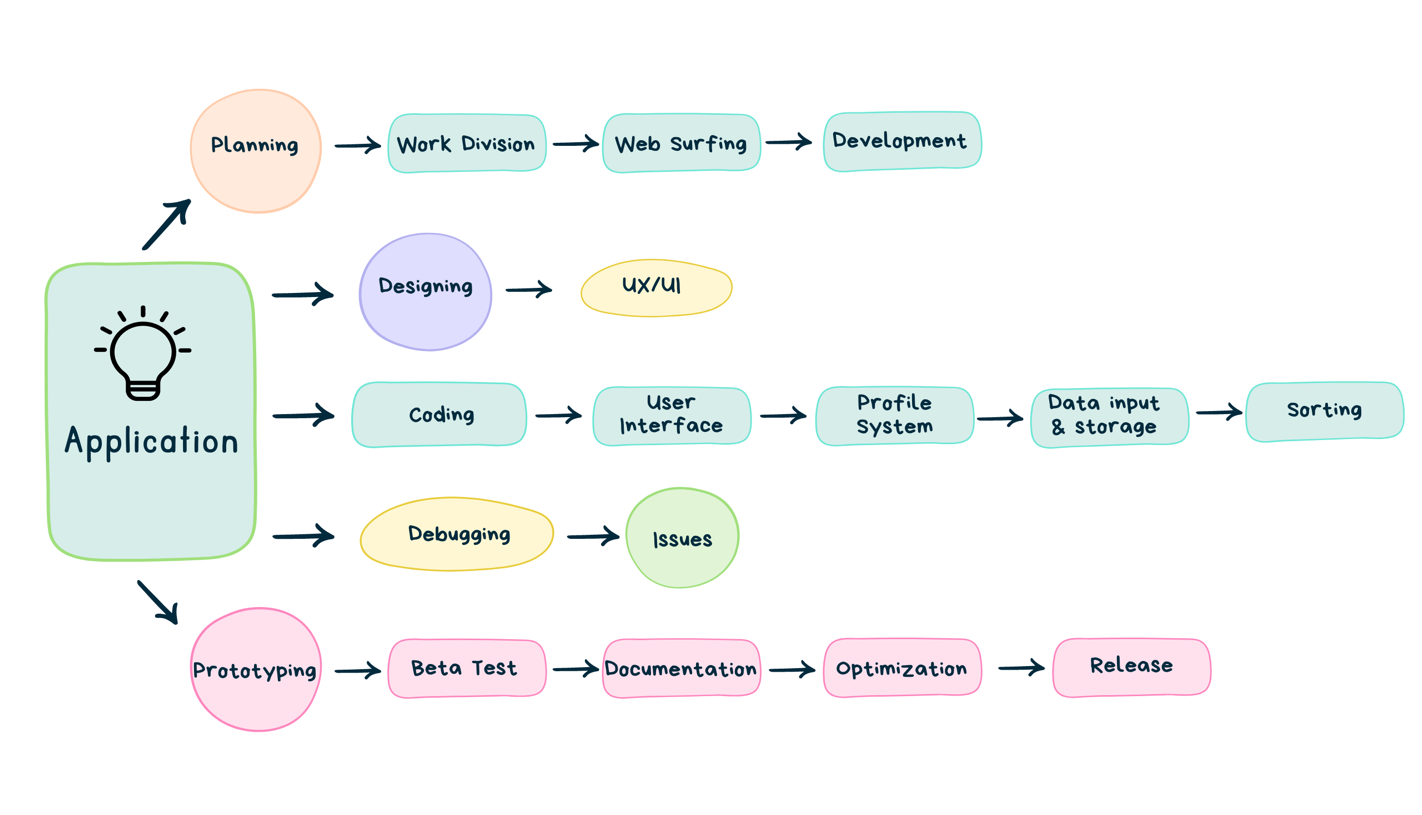 Planning
Work Division
Web Surfing
Development
Designing
UX/UI
Application
Coding
User
Interface
Profile
System
Data input
& storage
Sorting
Debugging
Issues
Prototyping
Beta Test
Documentation
Optimization
Release